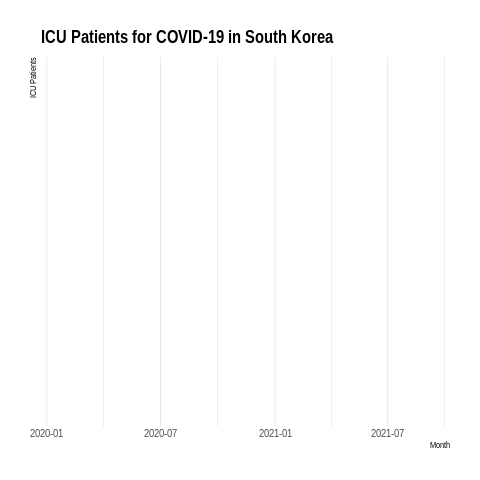 ICU Patients for COVID-19 in South Korea
ICU Patients
2020-01 2020-07 2021-01 2021-07
Month